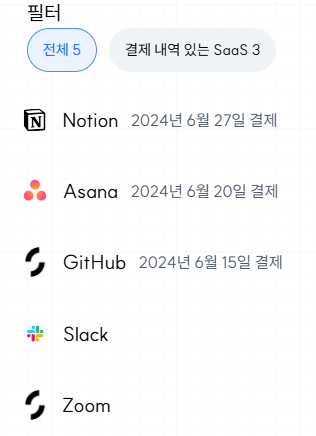 필터
전체 5 결제 내역 있는 SaaS 3
Notion 2024년 6월 27일 결제
Asana 2024년 6월 20일 결제
GitHub 2024년 6월 15일 결제
Slack
Zoom